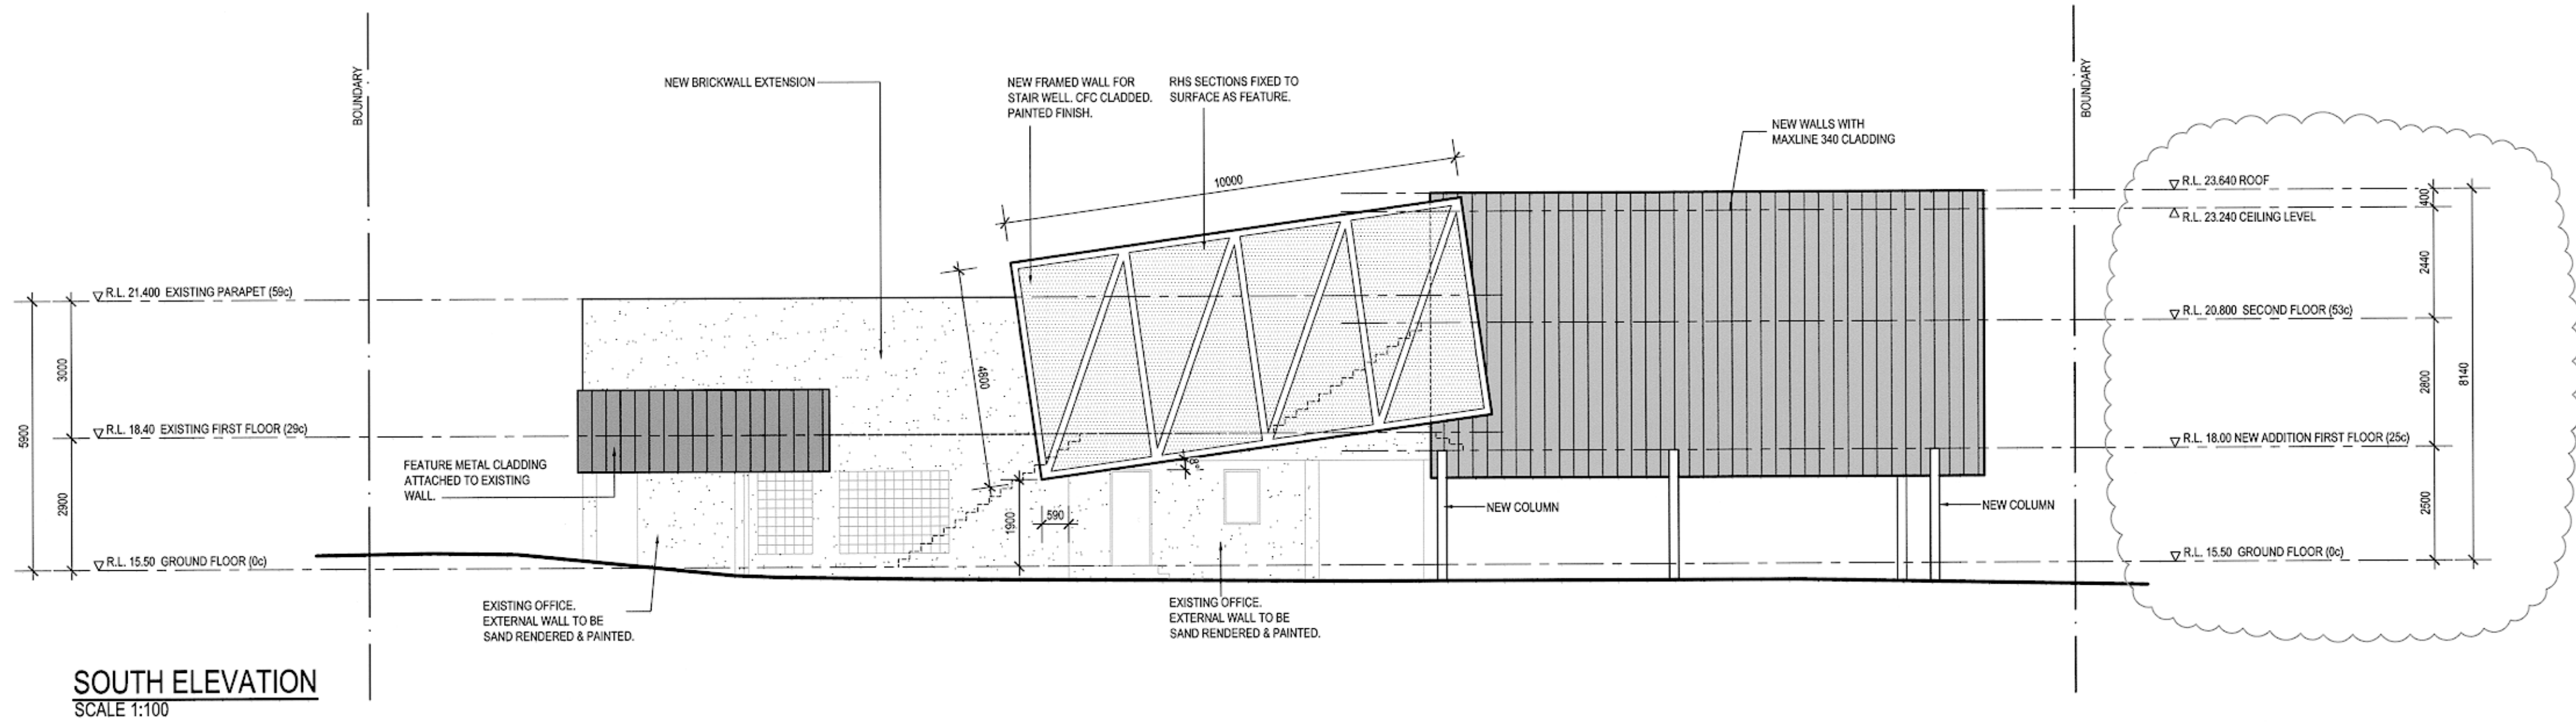 BOUNDARY
NEW BRICKWALL EXTENSION
NEW FRAMED WALL FOR
STAIR WELL. CFC CLADDED.
PAINTED FINISH.
RHS SECTIONS FIXED TO
SURFACE AS FEATURE.
BOUNDARY
NEW WALLS WITH
MAXLINE 340 CLADDING
10000
R.L. 23.640 ROOF
400
R.L. 23.240 CEILING LEVEL
2440
R.L. 21.400 EXISTING PARAPET (59c)
R.L. 20.800 SECOND FLOOR (53c)
3000
4800
2800
8140
5900
R.L. 18.40 EXISTING FIRST FLOOR (29c)
R.L. 18.00 NEW ADDITION FIRST FLOOR (25c)
FEATURE METAL CLADDING
ATTACHED TO EXISTING
WALL.
8°
2900
1900
590
NEW COLUMN
NEW COLUMN
2500
R.L. 15.50 GROUND FLOOR (0c)
R.L. 15.50 GROUND FLOOR (0c)
EXISTING OFFICE.
EXTERNAL WALL TO BE
SAND RENDERED & PAINTED.
EXISTING OFFICE.
EXTERNAL WALL TO BE
SAND RENDERED & PAINTED.
SOUTH ELEVATION
SCALE 1:100